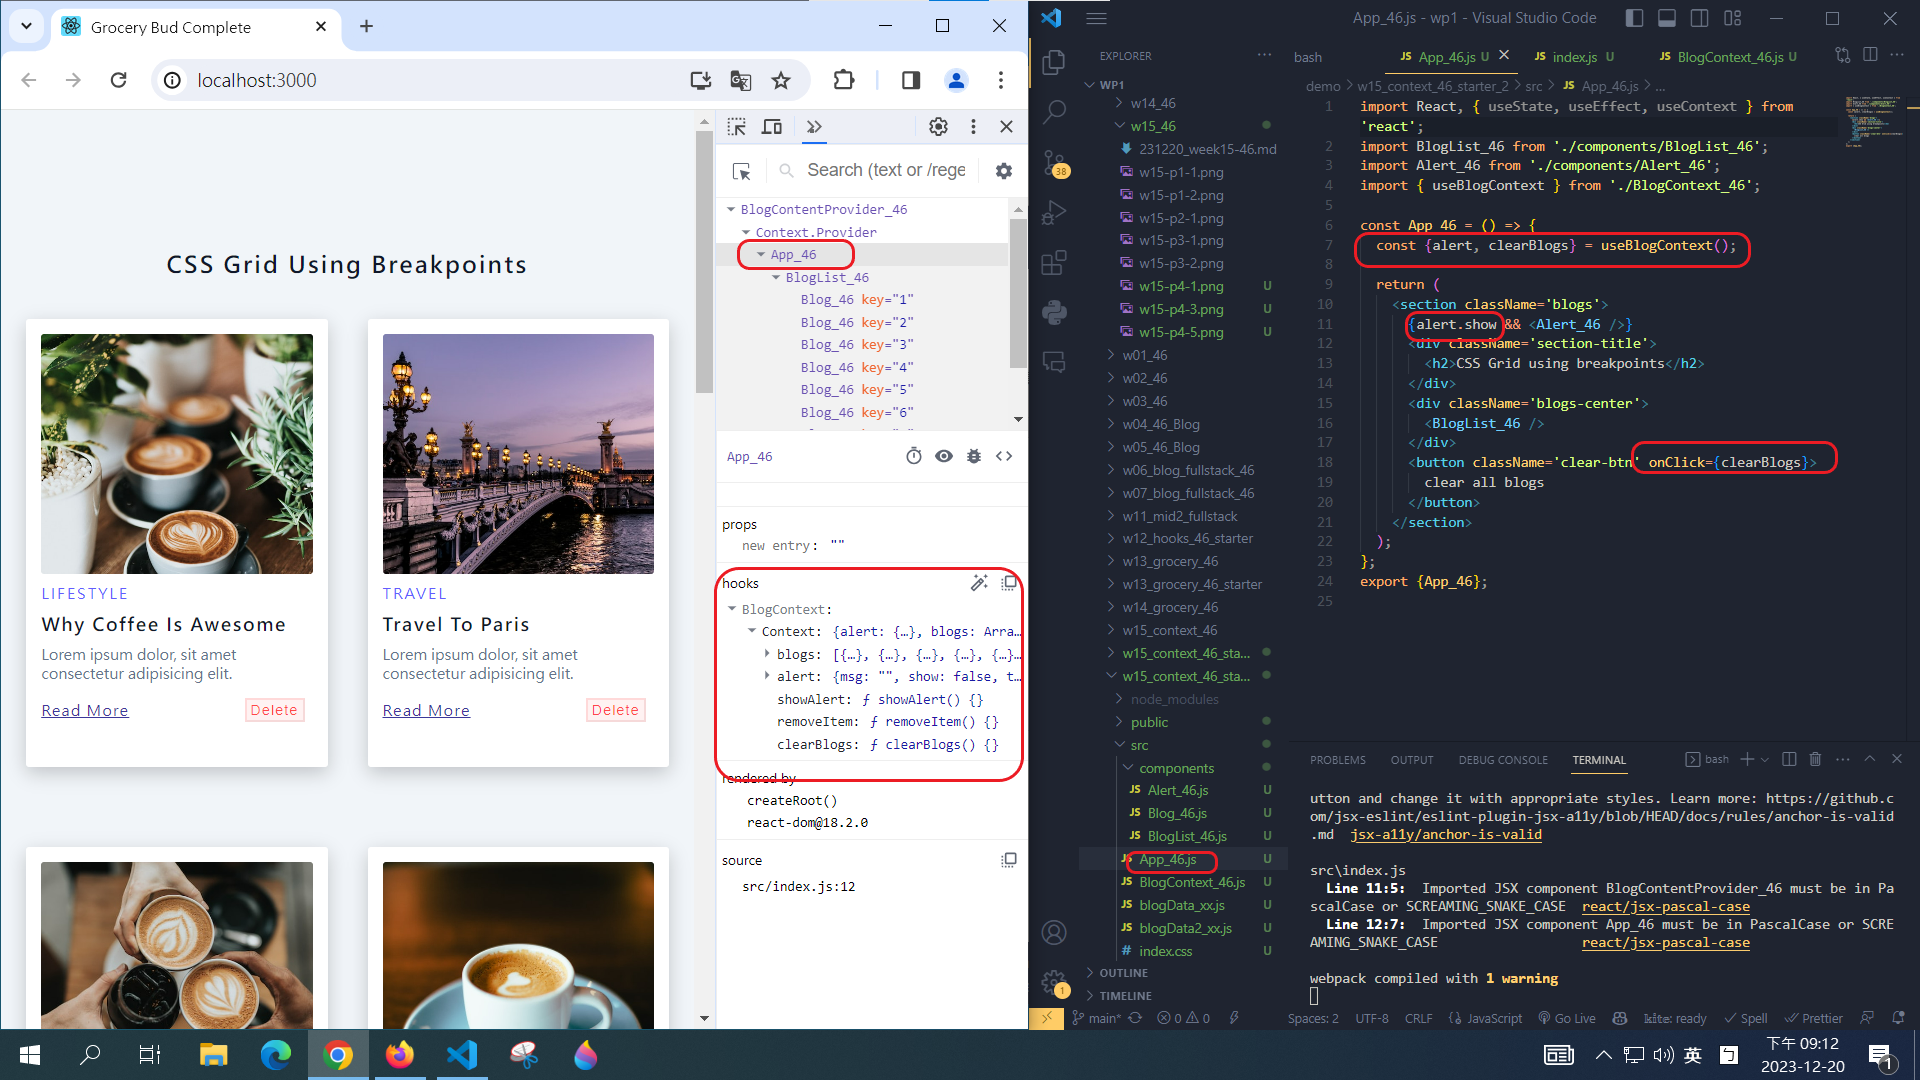 Grocery Bud Complete
localhost:3000
CSS Grid Using Breakpoints
LIFESTYLE
Why Coffee Is Awesome
Lorem ipsum dolor, sit amet
consectetur adipisicing elit.
Read More
Delete
TRAVEL
Travel To Paris
Lorem ipsum dolor, sit amet
consectetur adipisicing elit.
Read More
Delete
Search (text or /rege
BlogContentProvider_46
Context.Provider
App_46
BlogList_46
Blog_46 key="1"
Blog_46 key="2"
Blog_46 key="3"
Blog_46 key="4"
Blog_46 key="5"
Blog_46 key="6"
App_46
props
new entry: ""
hooks
BlogContext:
Context: {alert: {…}, blogs: Arra…
blogs: [{…}, {…}, {…}, {…}, {…}…
alert: {msg: "", show: false, t…
showAlert: ƒ showAlert() {}
removeItem: ƒ removeItem() {}
clearBlogs: ƒ clearBlogs() {}
rendered by
createRoot()
react-dom@18.2.0
source
src/index.js:12
App_46.js - wp1 - Visual Studio Code
EXPLORER
WP1
w14_46
w15_46
231220_week15-46.md
w15-p1-1.png
w15-p1-2.png
w15-p2-1.png
w15-p3-1.png
w15-p3-2.png
w15-p4-1.png U
w15-p4-3.png U
w15-p4-5.png U
w01_46
w02_46
w03_46
w04_46_Blog
w05_46_Blog
w06_blog_fullstack_46
w07_blog_fullstack_46
w11_mid2_fullstack
w12_hooks_46_starter
w13_grocery_46
w13_grocery_46_starter
w14_grocery_46
w15_context_46
w15_context_46_sta...
w15_context_46_sta...
node_modules
public
src
components
JS Alert_46.js U
JS Blog_46.js U
JS BlogList_46.js U
JS App_46.js U
JS BlogContext_46.js U
JS blogData_xx.js U
JS blogData2_xx.js U
# index.css U
OUTLINE
TIMELINE
38
1
bash
JS App_46.js U
JS index.js U
JS BlogContext_46.js U
demo > w15_context_46_starter_2 > src > JS App_46.js > ...
1 import React, { useState, useEffect, useContext } from
'react';
2 import BlogList_46 from './components/BlogList_46';
3 import Alert_46 from './components/Alert_46';
4 import { useBlogContext } from './BlogContext_46';
5
6 const App_46 = () => {
7 const {alert, clearBlogs} = useBlogContext();
8
9 return (
10 <section className='blogs'>
11 {alert.show && <Alert_46 />}
12 <div className='section-title'>
13 <h2>CSS Grid using breakpoints</h2>
14 </div>
15 <div className='blogs-center'>
16 <BlogList_46 />
17 </div>
18 <button className='clear-btn' onClick={clearBlogs}>
19 clear all blogs
20 </button>
21 </section>
22 );
23 };
24 export {App_46};
25
PROBLEMS
OUTPUT
DEBUG CONSOLE
TERMINAL
bash
utton and change it with appropriate styles. Learn more: https://github.c
om/jsx-eslint/eslint-plugin-jsx-a11y/blob/HEAD/docs/rules/anchor-is-valid
.md jsx-a11y/anchor-is-valid
src\index.js
Line 11:5: Imported JSX component BlogContentProvider_46 must be in Pa
scalCase or SCREAMING_SNAKE_CASE react/jsx-pascal-case
Line 12:7: Imported JSX component App_46 must be in PascalCase or SCRE
AMING_SNAKE_CASE react/jsx-pascal-case
webpack compiled with 1 warning
main*
0
0
Spaces: 2
UTF-8
CRLF
JavaScript
Go Live
kite: ready
Spell
Prettier
英
ㄅ
下午 09:12
2023-12-20
1